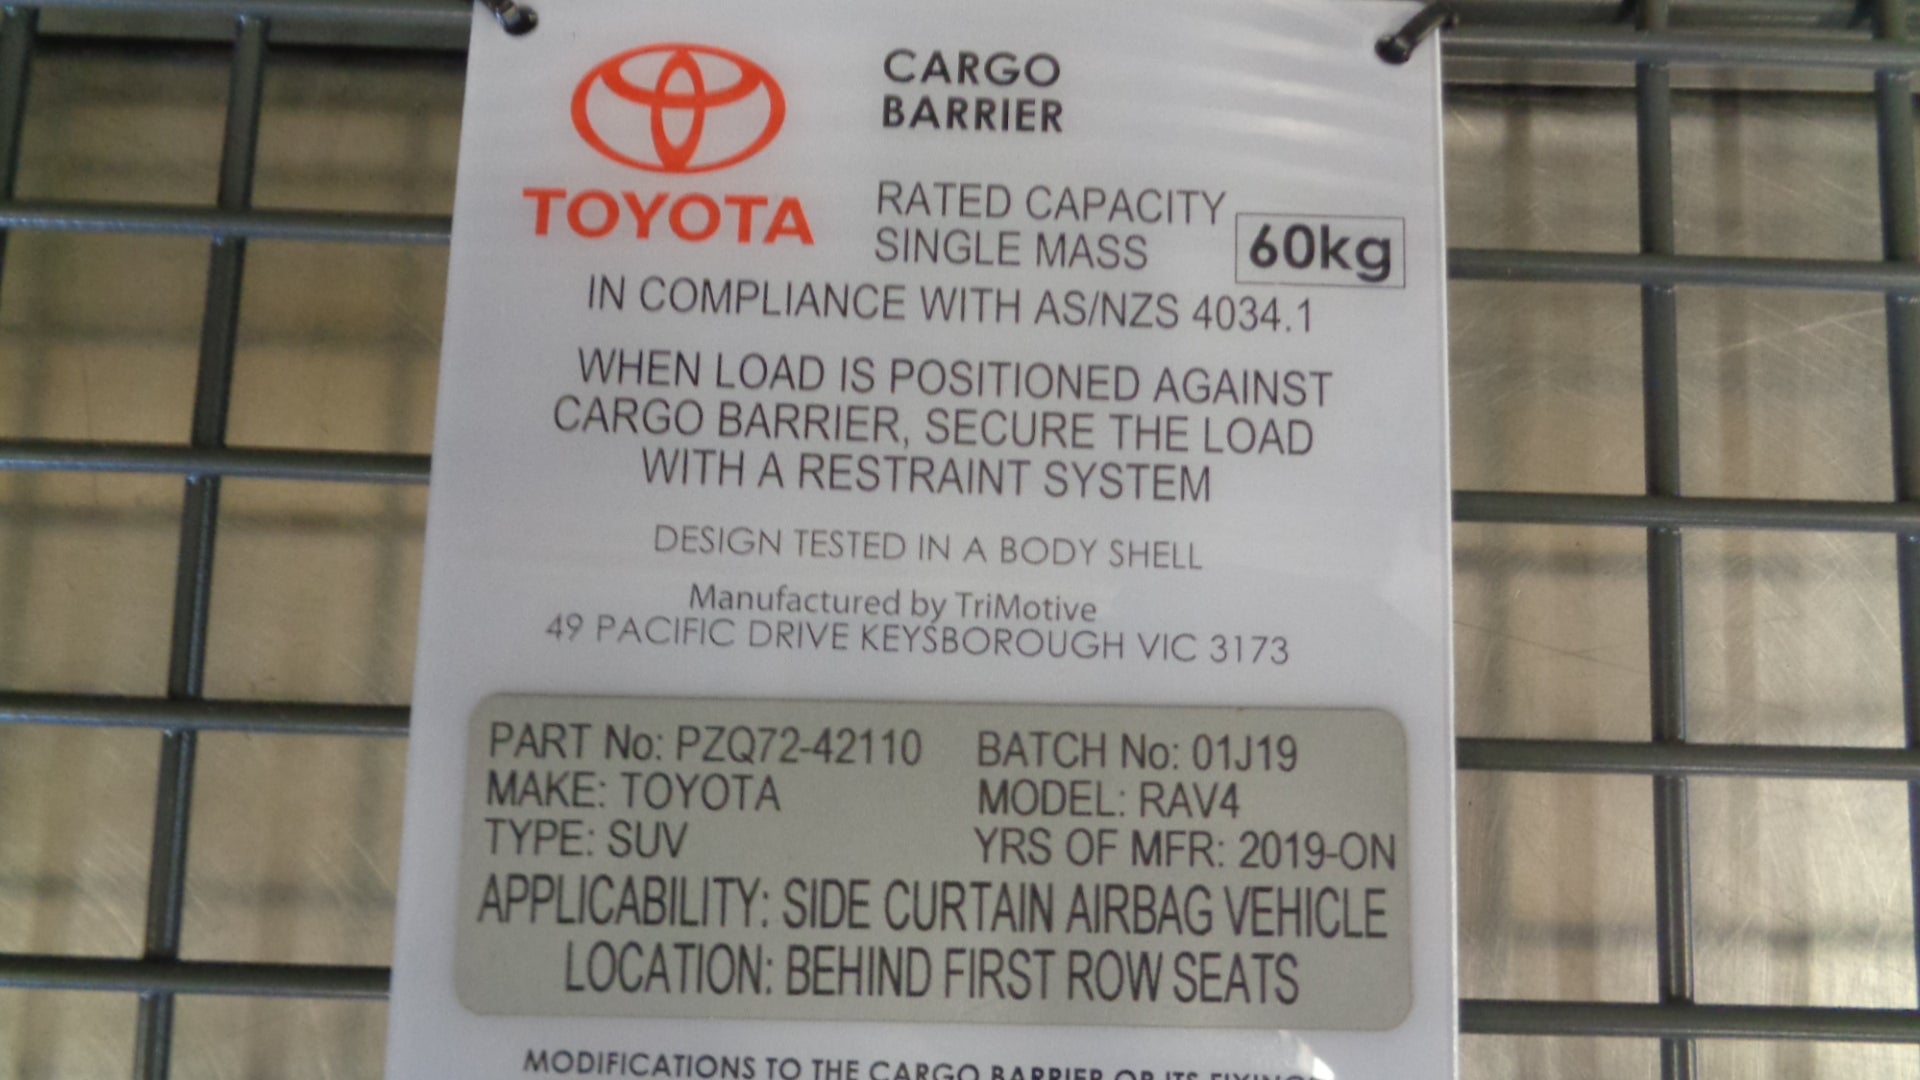 CARGO
BARRIER
TOYOTA
RATED CAPACITY
SINGLE MASS
60kg
IN COMPLIANCE WITH AS/NZS 4034.1
WHEN LOAD IS POSITIONED AGAINST
CARGO BARRIER, SECURE THE LOAD
WITH A RESTRAINT SYSTEM
DESIGN TESTED IN A BODY SHELL
Manufactured by TriMotive
49 PACIFIC DRIVE KEYSBOROUGH VIC 3173
PART No: PZQ72-42110 BATCH No: 01J19
MAKE: TOYOTA MODEL: RAV4
TYPE: SUV YRS OF MFR: 2019-ON
APPLICABILITY: SIDE CURTAIN AIRBAG VEHICLE
LOCATION: BEHIND FIRST ROW SEATS
MODIFICATIONS TO THE CARGO BARRIER OR ITS